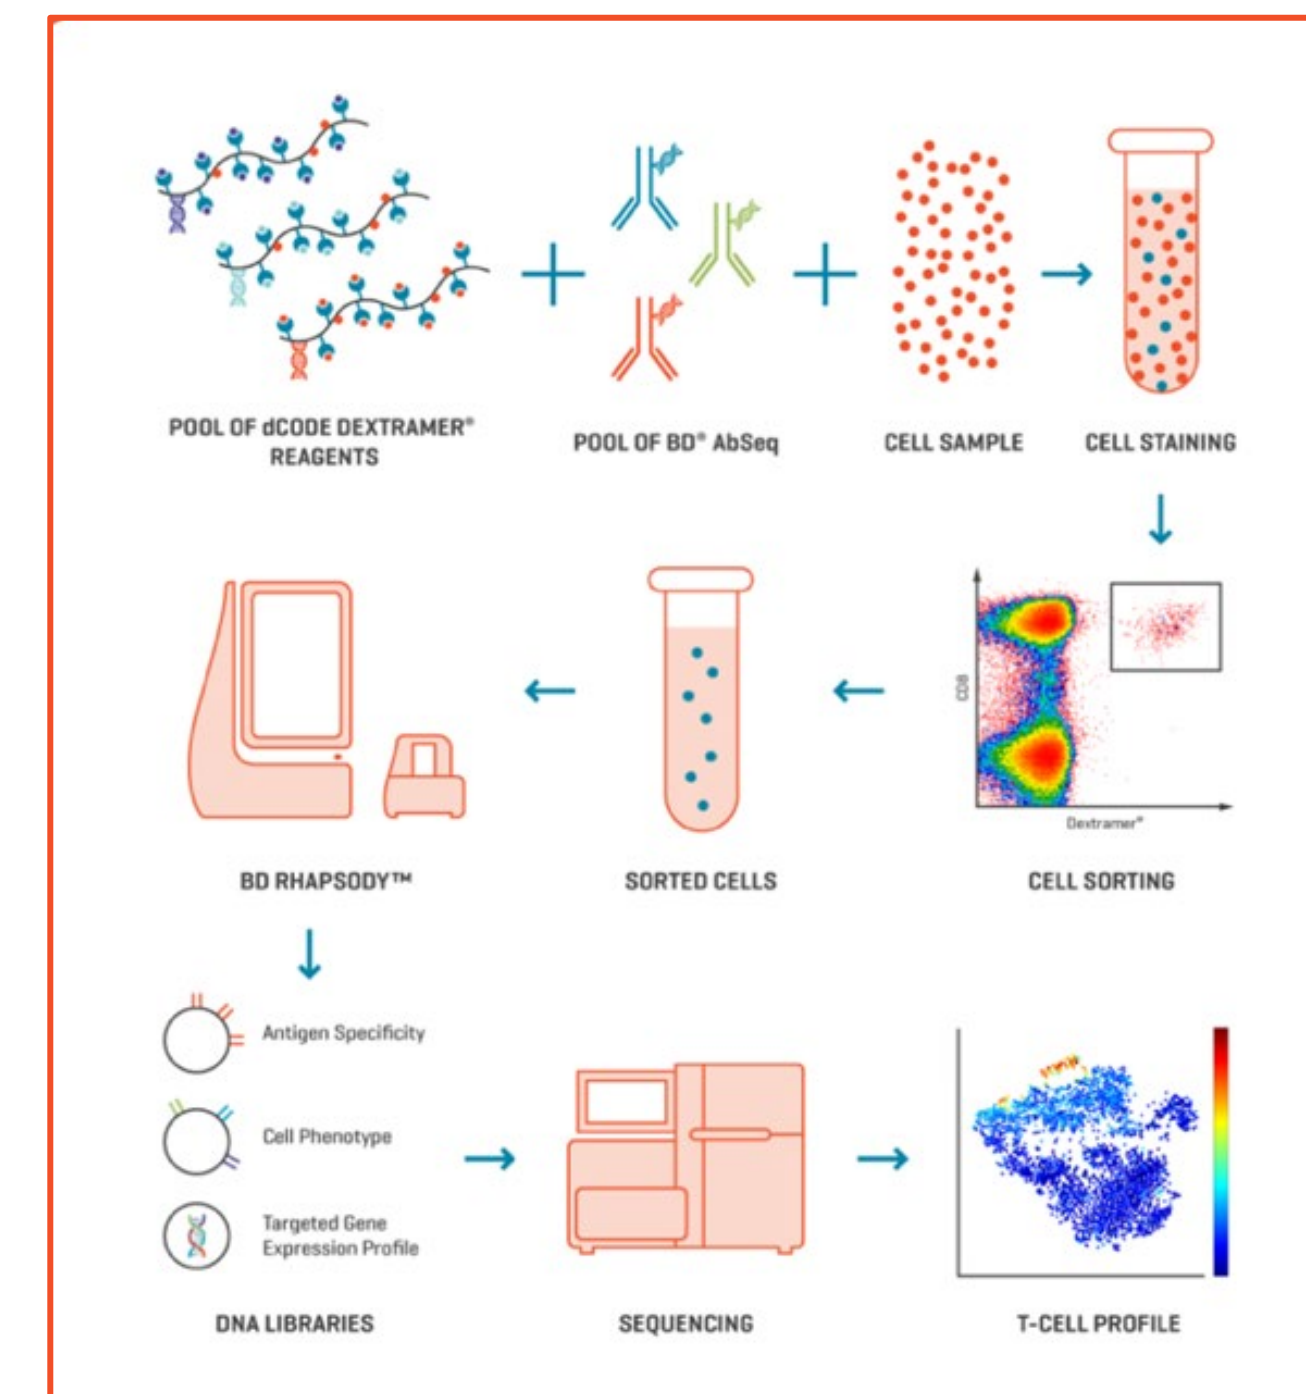 POOL OF dCODE DEXTRAMER®
REAGENTS
POOL OF BD® AbSeq
CELL SAMPLE
CELL STAINING
CD8
Dextramer®
BD RHAPSODY™
SORTED CELLS
CELL SORTING
Antigen Specificity
Cell Phenotype
Targeted Gene
Expression Profile
DNA LIBRARIES
SEQUENCING
T-CELL PROFILE